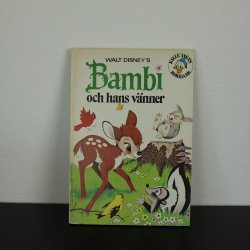 WALT DISNEY'S
Bambi
och hans vänner